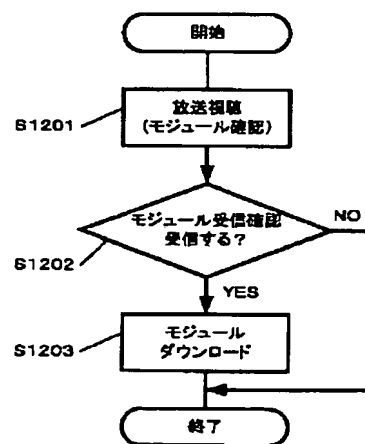 開始
S1201
放送視聴
(モジュール確認)
モジュール受信確認
受信する?
NO
S1202
YES
S1203
モジュール
ダウンロード
終了